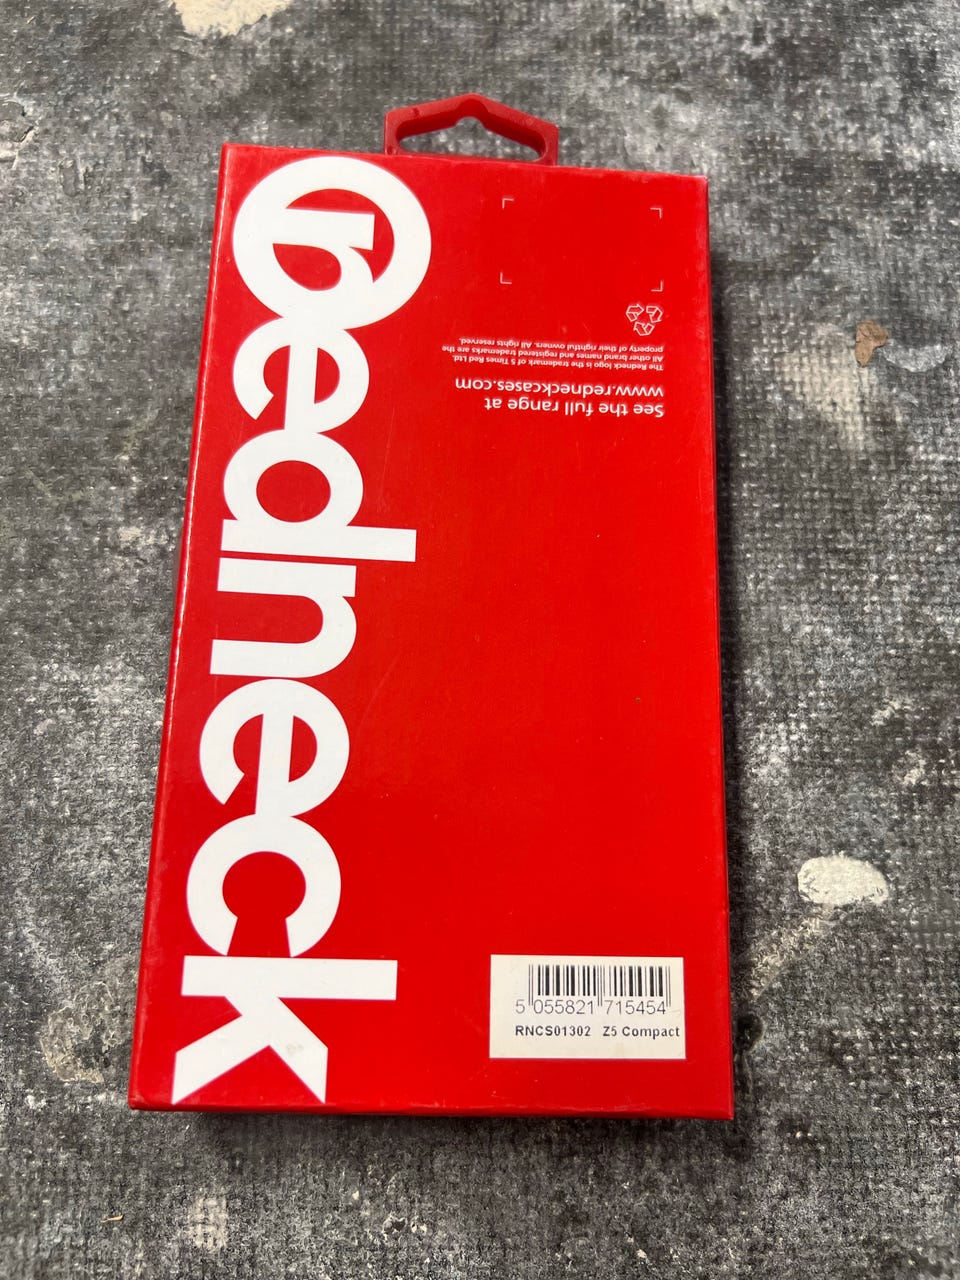 Redneck
See the full range at
www.redneckcases.com
The Redneck logo is the trademark of 5 Times Red Ltd.
All other brand names and registered trademarks are
property of their rightful owners. All rights reserved.
5 055821 715454
RNCS01302 Z5 Compact